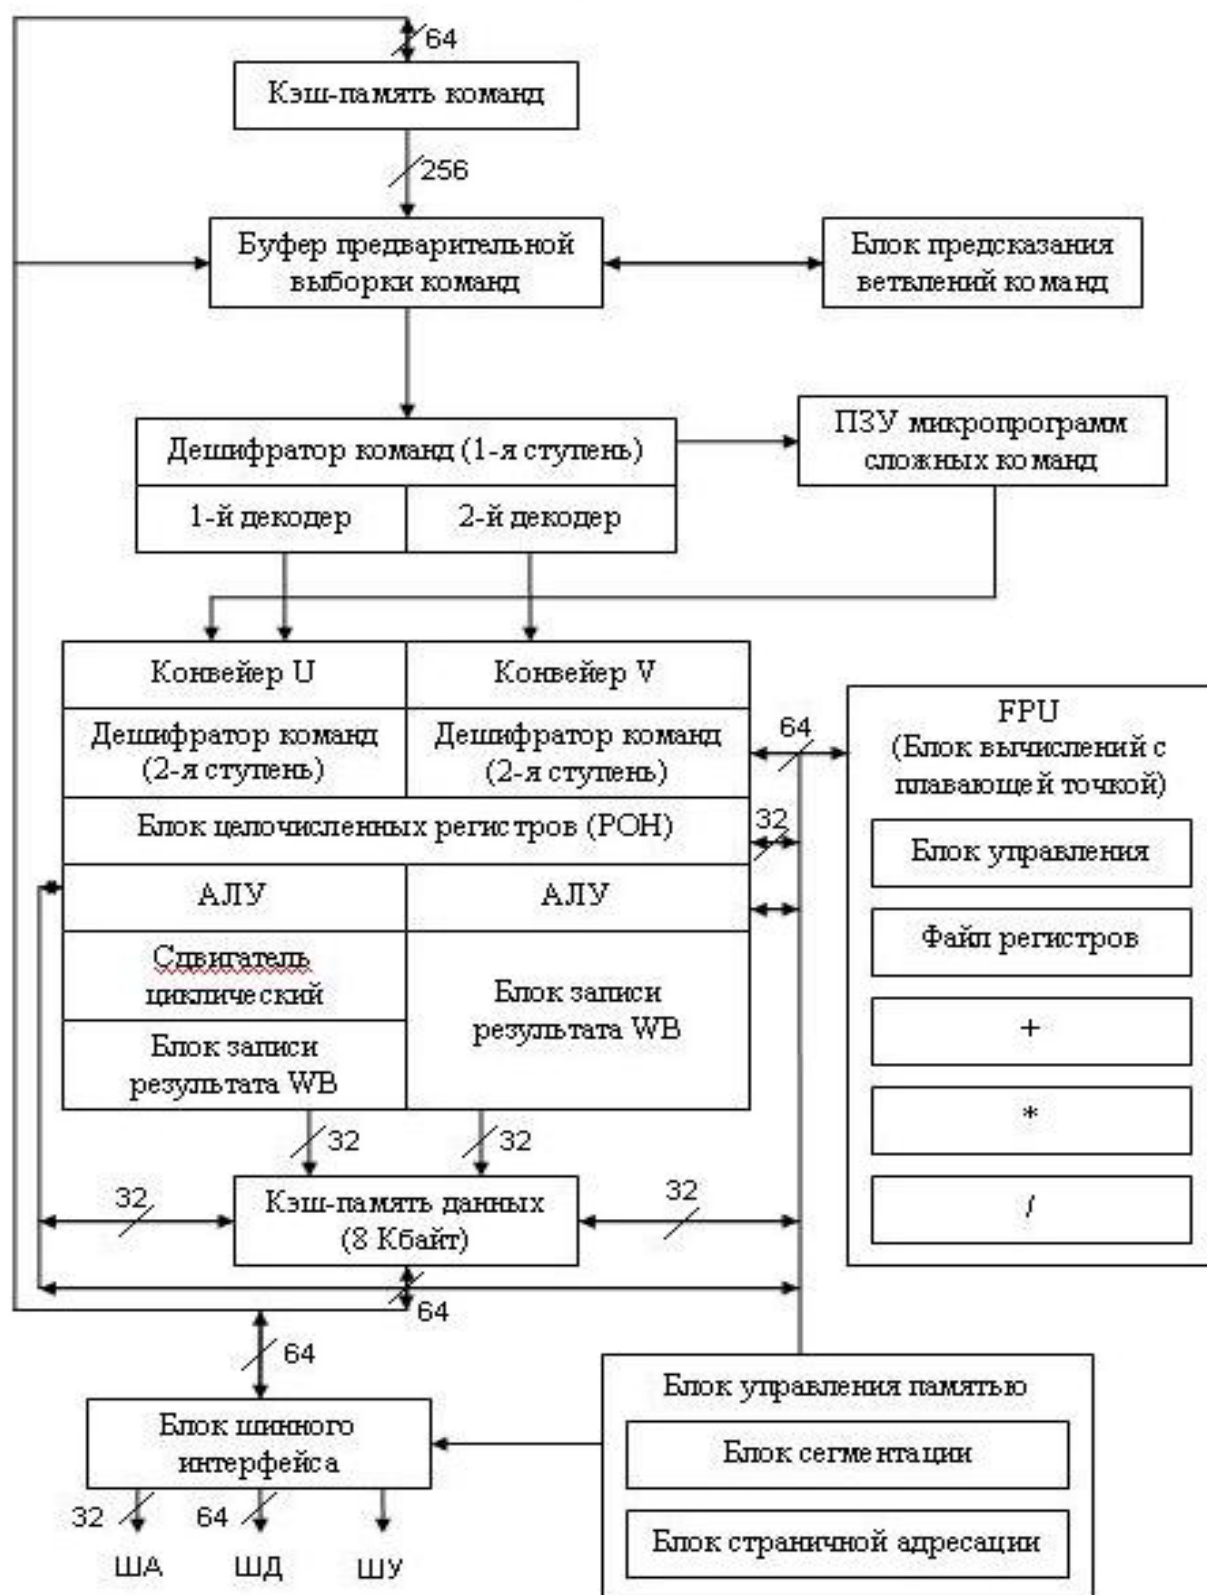 64
Кэш-память команд
256
Буфер предварительной
выборки команд
Блок предсказания
ветвлений команд
Дешифратор команд (1-я ступень)
ПЗУ микропрограмм
сложных команд
1-й декодер
2-й декодер
Конвейер U
Конвейер V
Дешифратор команд
(2-я ступень)
Дешифратор команд
(2-я ступень)
64
FPU
(Блок вычислений с
плавающей точкой)
Блок целочисленных регистров (РОН)
32
Блок управления
АЛУ
АЛУ
Файл регистров
Сдвигатель
циклический
Блок записи
результата WB
Блок записи
результата WB
+
*
/
32
32
32
Кэш-память данных
(8 Кбайт)
32
64
64
Блок управления памятью
Блок шинного
интерфейса
Блок сегментации
Блок страничной адресации
32
64
ША
ШД
ШУ